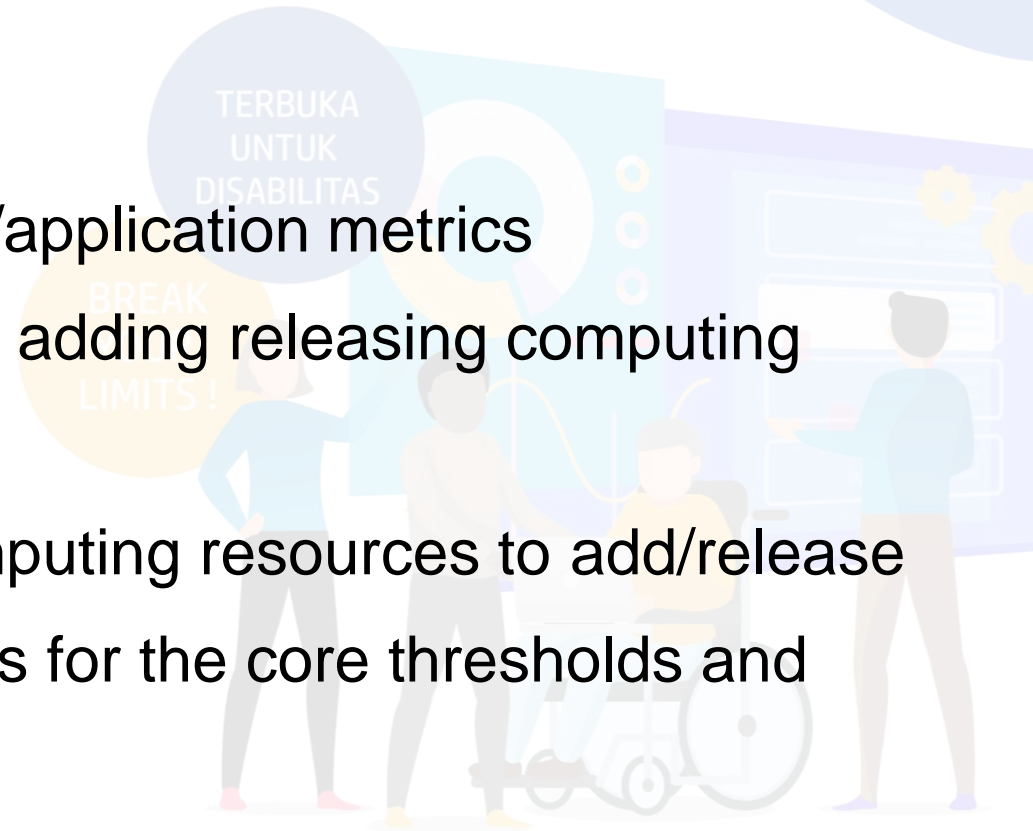 TERBUKA
UNTUK
DISABILITAS
/application metrics
BREAK
adding releasing computing
LIMITS !
puting resources to add/release
s for the core thresholds and